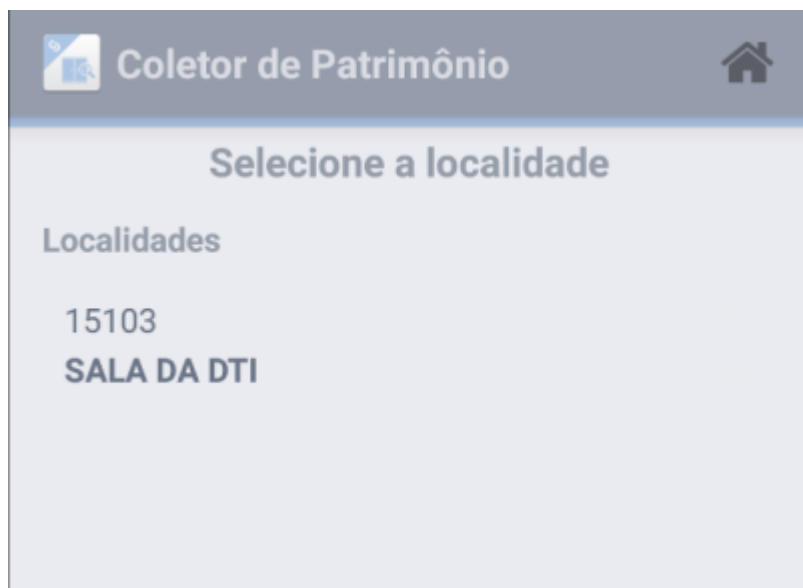 Coletor de Patrimônio
Selecione a localidade
Localidades
15103
SALA DA DTI